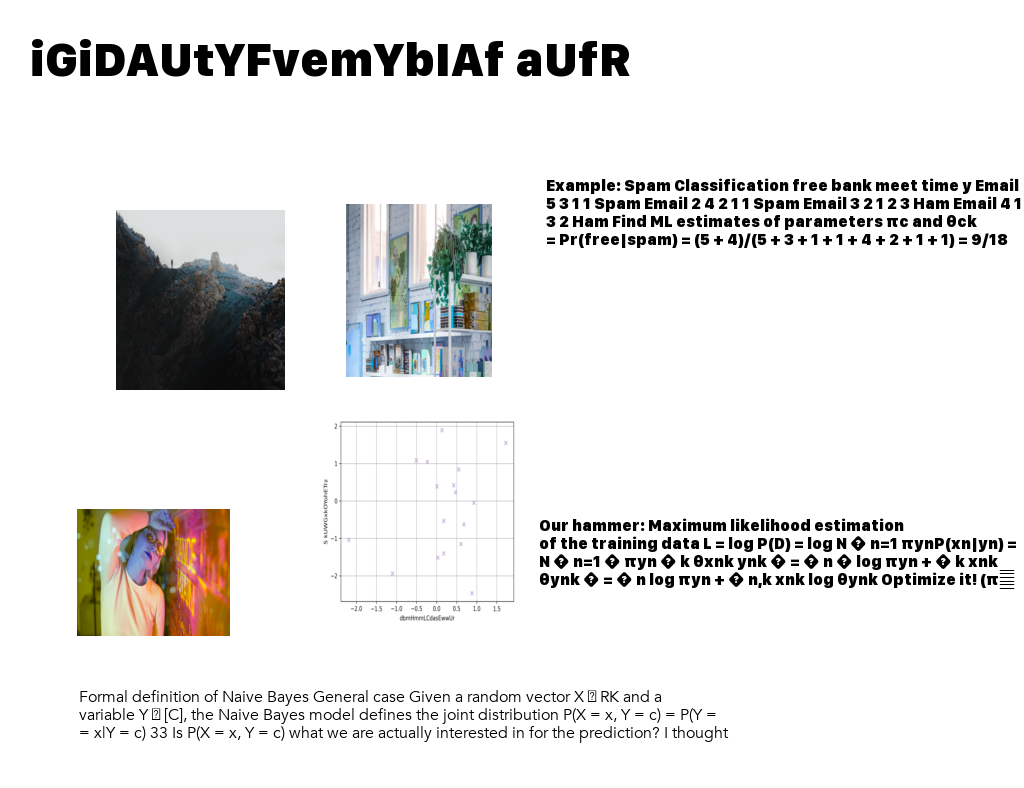 iGiDAUtYFvemYbIAf aUfR
Example: Spam Classification free bank meet time y Email
5 3 1 1 Spam Email 2 4 2 1 1 Spam Email 3 2 1 2 3 Ham Email 4 1
3 2 Ham Find ML estimates of parameters πc and θck
= Pr(free|spam) = (5 + 4)/(5 + 3 + 1 + 1 + 4 + 2 + 1 + 1) = 9/18
2
1
0
−1
−2
−2.0 −1.5 −1.0 −0.5 0.0 0.5 1.0 1.5
Our hammer: Maximum likelihood estimation
of the training data L = log P(D) = log N � n=1 πynP(xn|yn) =
N � n=1 � πyn � k θxnk ynk � = � n � log πyn + � k xnk
θynk � = � n log πyn + � n,k xnk log θynk Optimize it! (π
Formal definition of Naive Bayes General case Given a random vector X RK and a
variable Y [C], the Naive Bayes model defines the joint distribution P(X = x, Y = c) = P(Y =
= x|Y = c) 33 Is P(X = x, Y = c) what we are actually interested in for the prediction? I thought